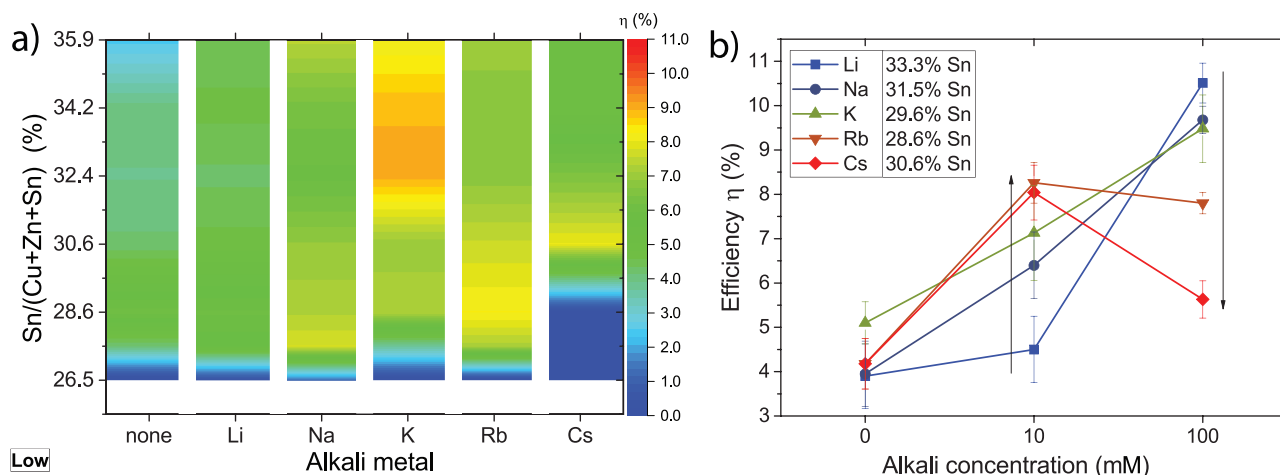 a)
η (%)
35.9
34.2
32.4
30.6
28.6
26.5
Sn/(Cu+Zn+Sn) (%)
none Li Na K Rb Cs
Alkali metal
Low
11.0
10.0
9.0
8.0
7.0
6.0
5.0
4.0
3.0
2.0
1.0
0.0
b)
Li 33.3% Sn
Na 31.5% Sn
K 29.6% Sn
Rb 28.6% Sn
Cs 30.6% Sn
11
10
9
8
7
6
5
4
3
Efficiency η (%)
0 10 100
Alkali concentration (mM)